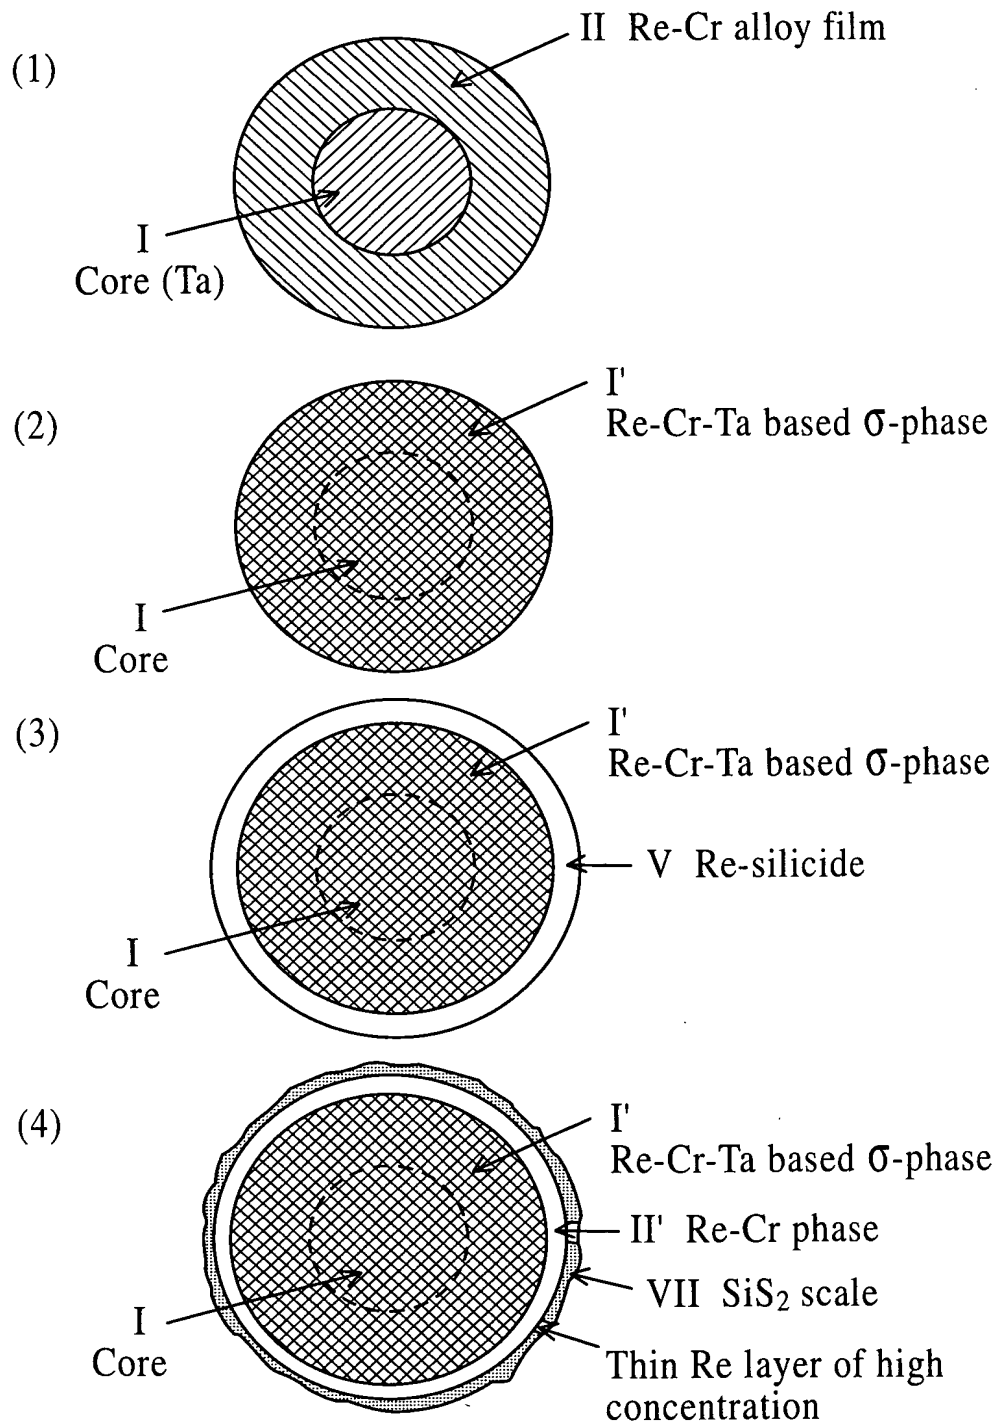 (1)
II Re-Cr alloy film
I
Core (Ta)
(2)
I'
Re-Cr-Ta based σ-phase
I
Core
(3)
I'
Re-Cr-Ta based σ-phase
V Re-silicide
I
Core
(4)
I'
Re-Cr-Ta based σ-phase
II' Re-Cr phase
VII SiS₂ scale
I
Core
Thin Re layer of high
concentration